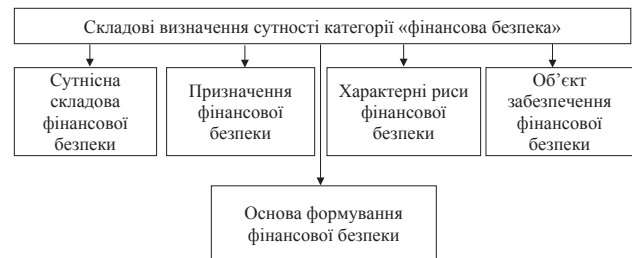 Складові визначення сутності категорії «фінансова безпека»
Сутнісна
складова
фінансової
безпеки
Призначення
фінансової
безпеки
Характерні риси
фінансової
безпеки
Об’єкт
забезпечення
фінансової
безпеки
Основа формування
фінансової безпеки